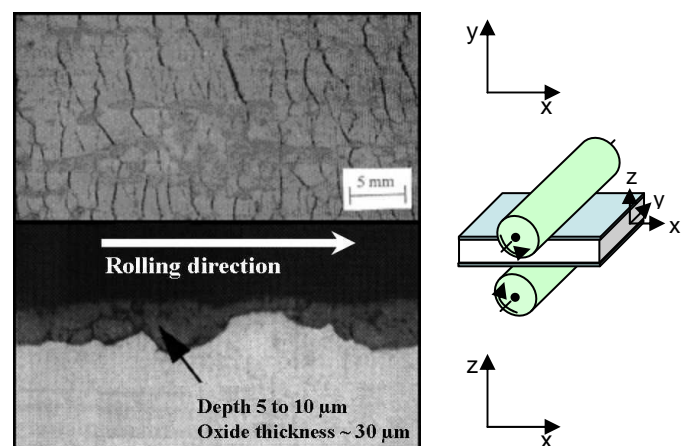 5 mm
Rolling direction
Depth 5 to 10 µm
Oxide thickness ~ 30 µm
y
x
z
y
x
z
x